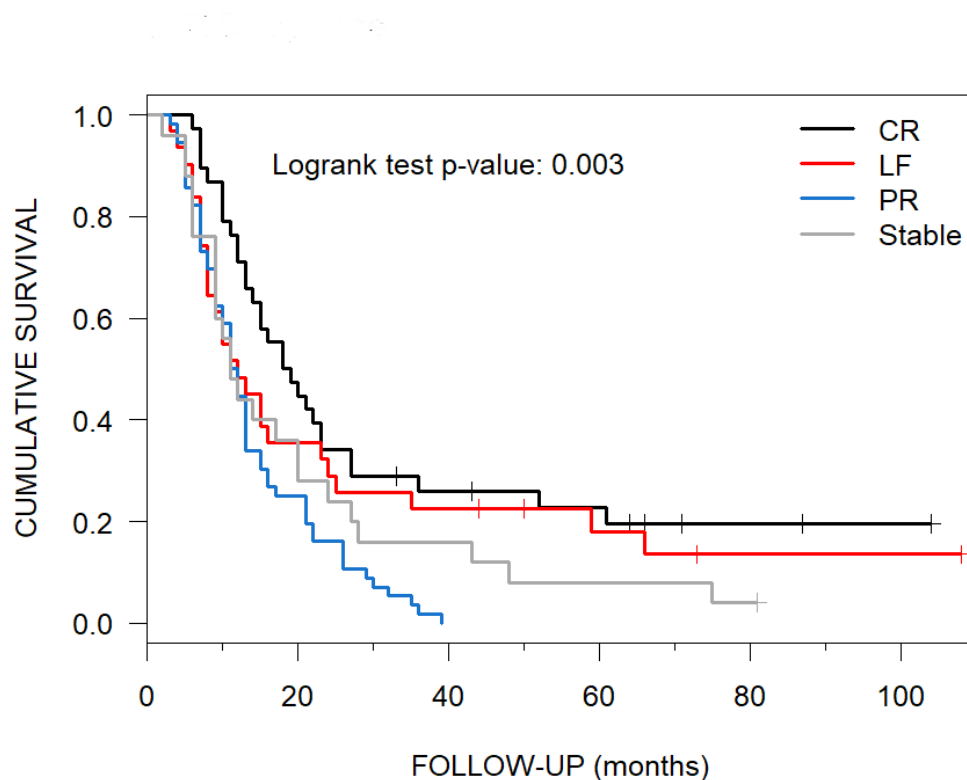 Logrank test p-value: 0.003
CR
LF
PR
Stable
CUMULATIVE SURVIVAL
1.0
0.8
0.6
0.4
0.2
0.0
0 20 40 60 80 100
FOLLOW-UP (months)